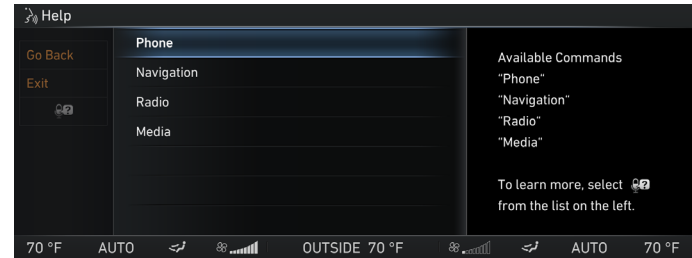 Help
Go Back
Exit
Phone
Navigation
Radio
Media
Available Commands
“Phone”
“Navigation”
“Radio”
“Media”
To learn more, select ?
from the list on the left.
70 °F AUTO OUTSIDE 70 °F AUTO 70 °F